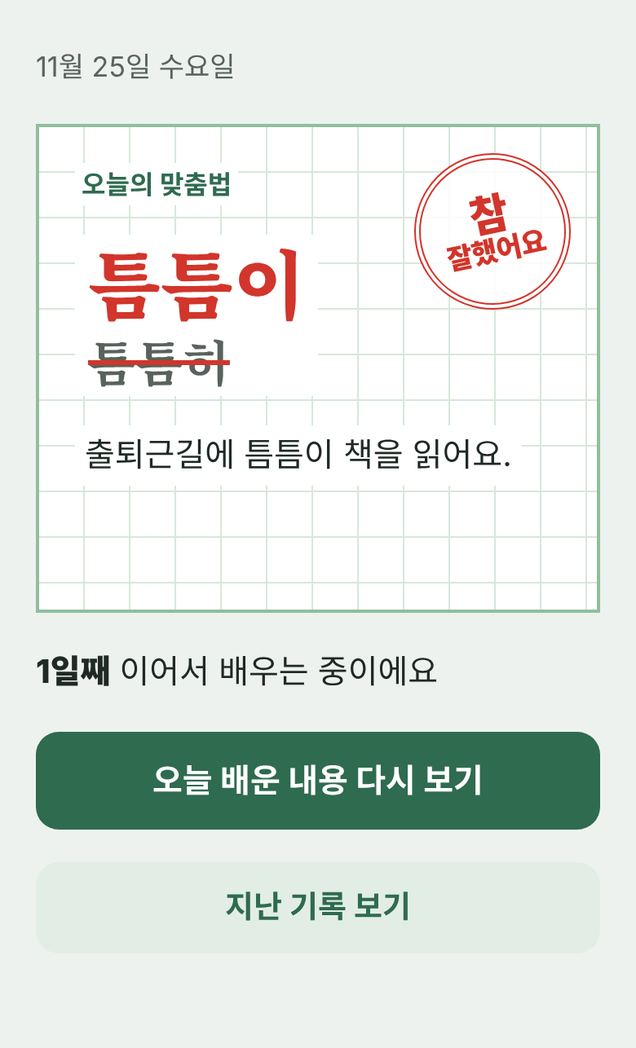 11월 25일 수요일
오늘의 맞춤법
참
잘했어요
틈틈이
틈틈히
출퇴근길에 틈틈이 책을 읽어요.
1일째 이어서 배우는 중이에요
오늘 배운 내용 다시 보기
지난 기록 보기